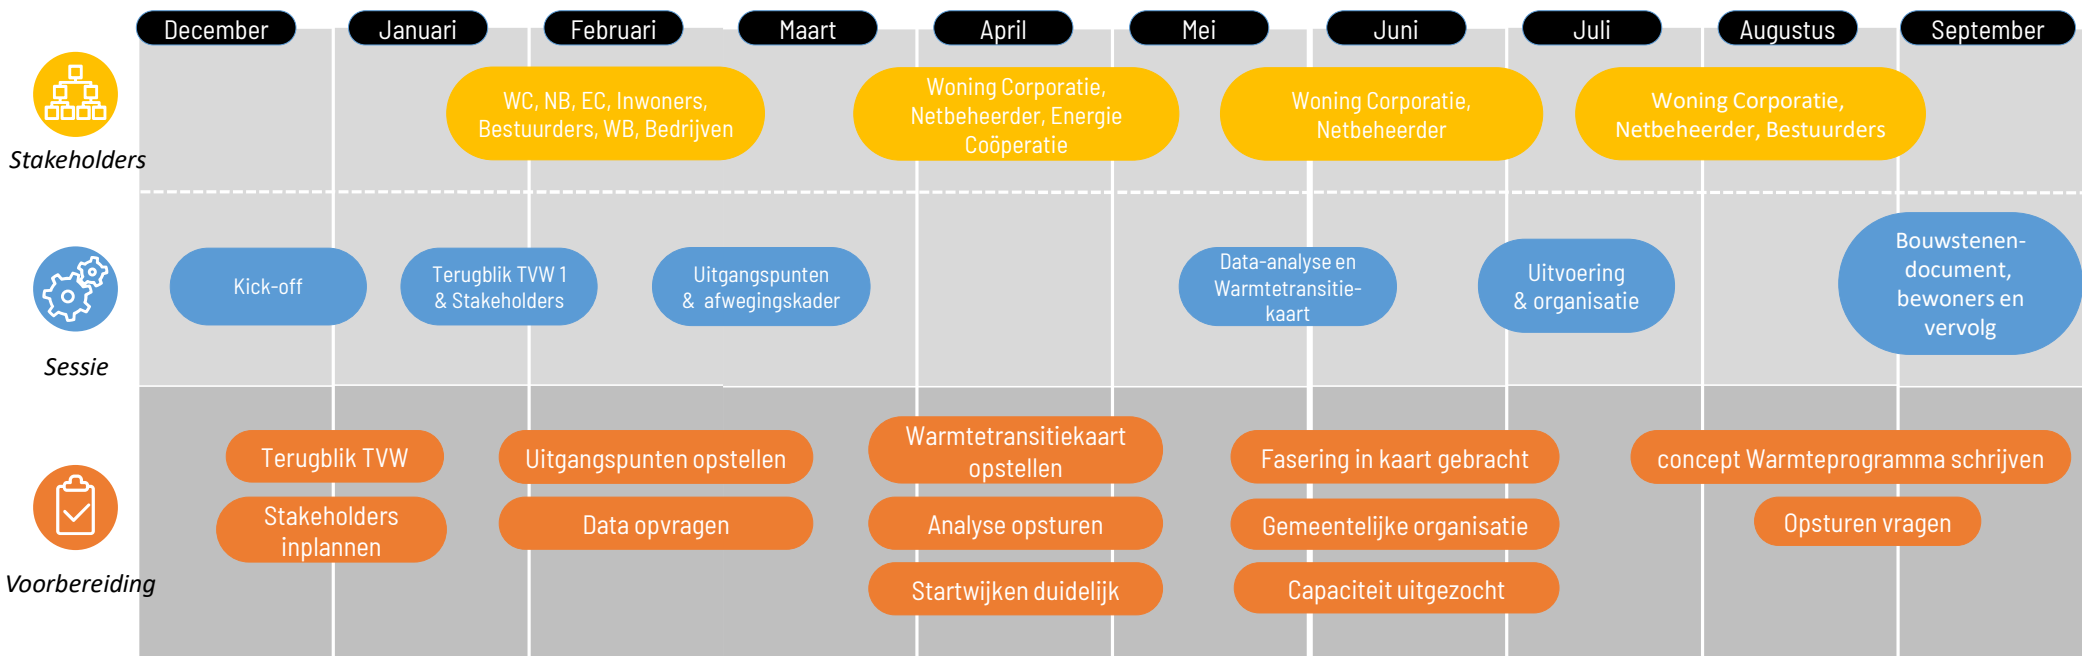 December
Januari
Februari
Maart
April
Mei
Juni
Juli
Augustus
September
Stakeholders
WC, NB, EC, Inwoners,
Bestuurders, WB, Bedrijven
Woning Corporatie,
Netbeheerder, Energie
Coöperatie
Woning Corporatie,
Netbeheerder
Woning Corporatie,
Netbeheerder, Bestuurders
Sessie
Kick-off
Terugblik TVW 1
& Stakeholders
Uitgangspunten
& afwegingskader
Data-analyse en
Warmtetransitie-
kaart
Uitvoering
& organisatie
Bouwstenen-
document,
bewoners en
vervolg
Voorbereiding
Terugblik TVW
Stakeholders
inplannen
Uitgangspunten opstellen
Data opvragen
Warmtetransitiekaart
opstellen
Analyse opsturen
Startwijken duidelijk
Fasering in kaart gebracht
Gemeentelijke organisatie
Capaciteit uitgezocht
concept Warmteprogramma schrijven
Opsturen vragen